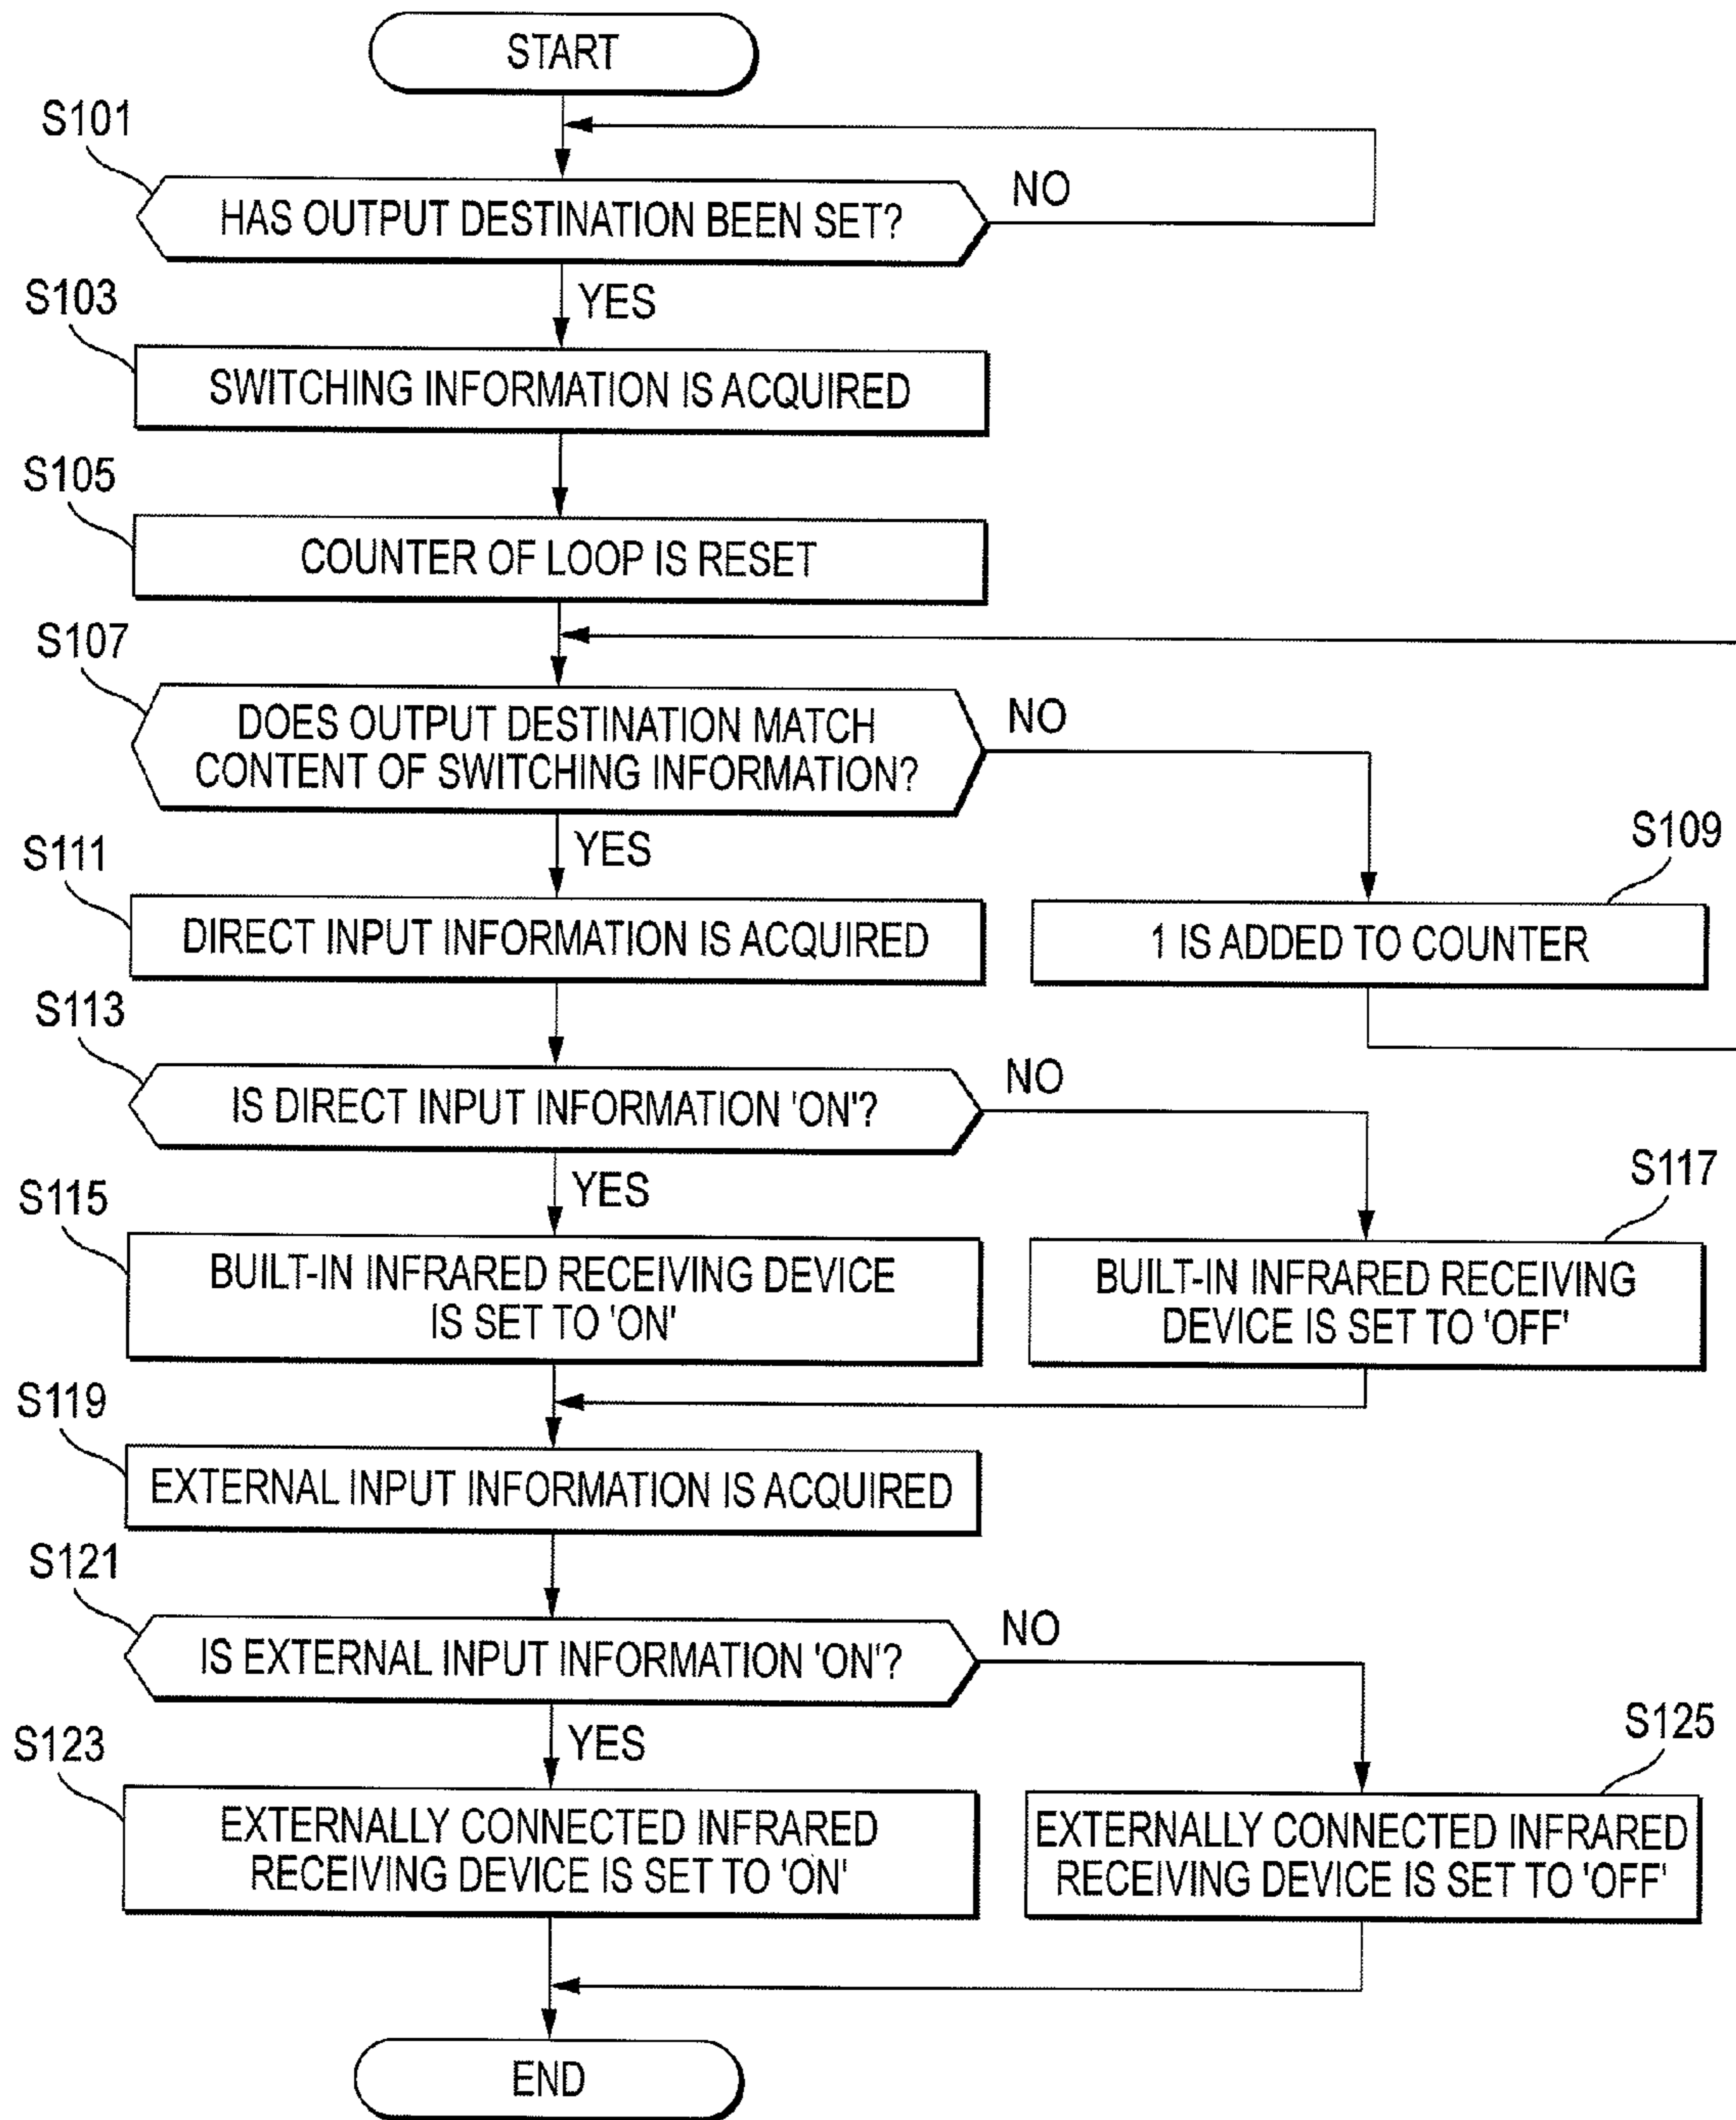 START
S101
HAS OUTPUT DESTINATION BEEN SET?
NO
YES
S103
SWITCHING INFORMATION IS ACQUIRED
S105
COUNTER OF LOOP IS RESET
S107
DOES OUTPUT DESTINATION MATCH
CONTENT OF SWITCHING INFORMATION?
NO
YES
S109
1 IS ADDED TO COUNTER
S111
DIRECT INPUT INFORMATION IS ACQUIRED
S113
IS DIRECT INPUT INFORMATION 'ON'?
NO
YES
S115
BUILT-IN INFRARED RECEIVING DEVICE
IS SET TO 'ON'
S117
BUILT-IN INFRARED RECEIVING
DEVICE IS SET TO 'OFF'
S119
EXTERNAL INPUT INFORMATION IS ACQUIRED
S121
IS EXTERNAL INPUT INFORMATION 'ON'?
NO
YES
S123
EXTERNALLY CONNECTED INFRARED
RECEIVING DEVICE IS SET TO 'ON'
S125
EXTERNALLY CONNECTED INFRARED
RECEIVING DEVICE IS SET TO 'OFF'
END